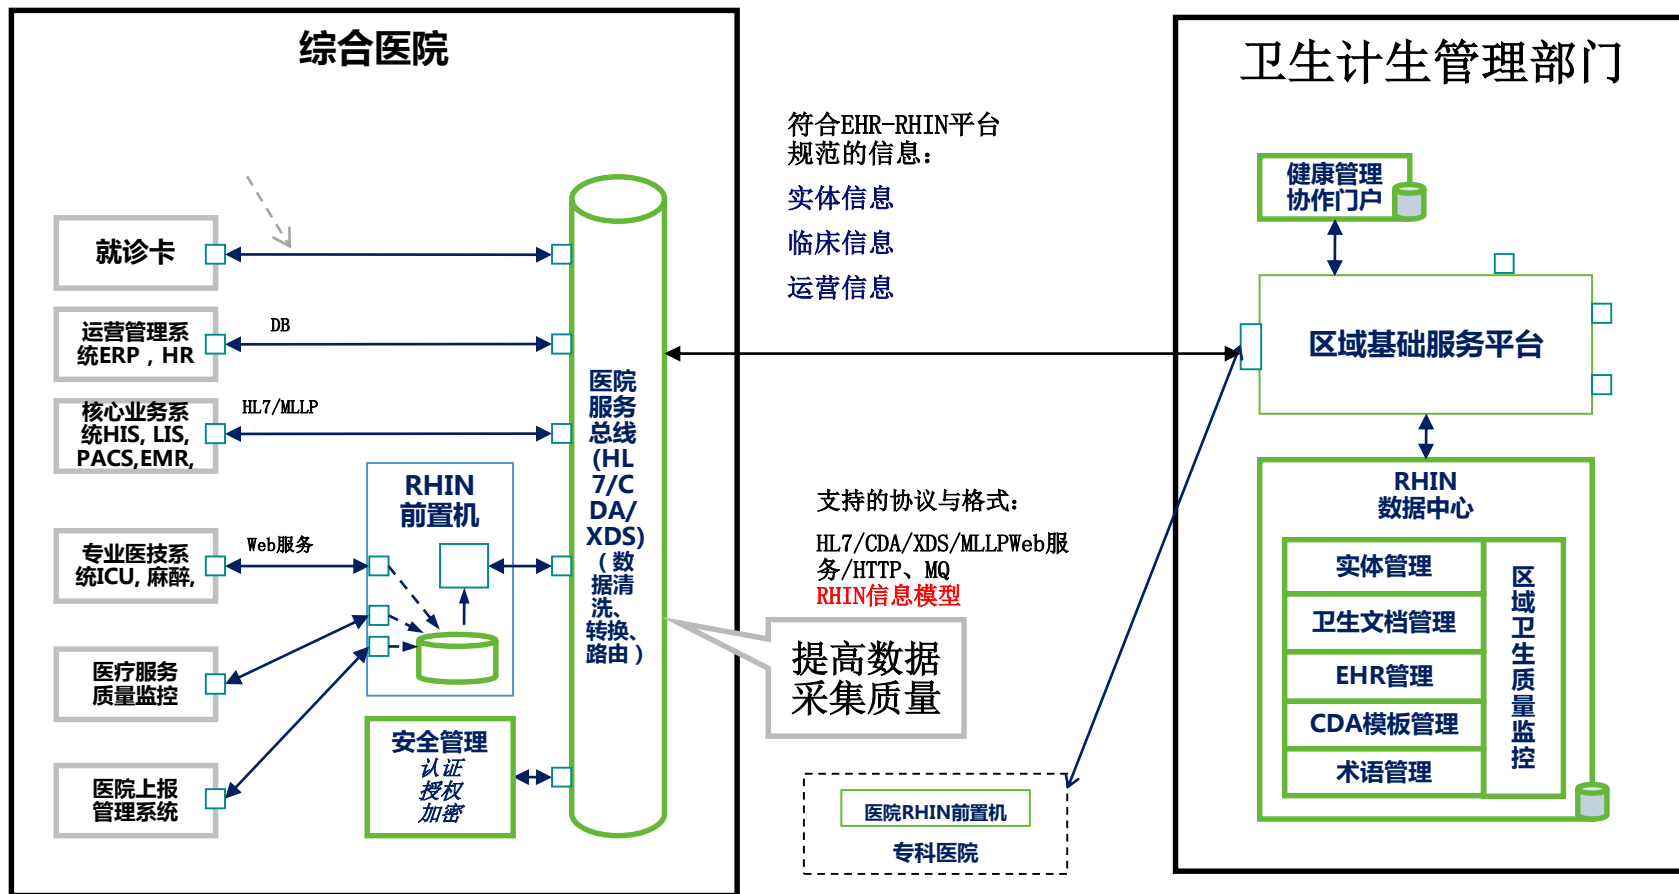 综合医院
就诊卡
运营管理系
统ERP，HR
DB
核心业务系
统HIS, LIS,
PACS,EMR,
HL7/MLLP
专业医技系
统ICU, 麻醉,
Web服务
医疗服务
质量监控
医院上报
管理系统
RHIN
前置机
安全管理
认证
授权
加密
医院
服务
总线
(HL
7/C
DA/
XDS)
（数
据清
洗、
转换、
路由）
符合EHR-RHIN平台
规范的信息：
实体信息
临床信息
运营信息
支持的协议与格式：
HL7/CDA/XDS/MLLPWeb服
务/HTTP、MQ
RHIN信息模型
提高数据
采集质量
医院RHIN前置机
专科医院
卫生计生管理部门
健康管理
协作门户
区域基础服务平台
RHIN
数据中心
实体管理
卫生文档管理
EHR管理
CDA模板管理
术语管理
区
域
卫
生
质
量
监
控